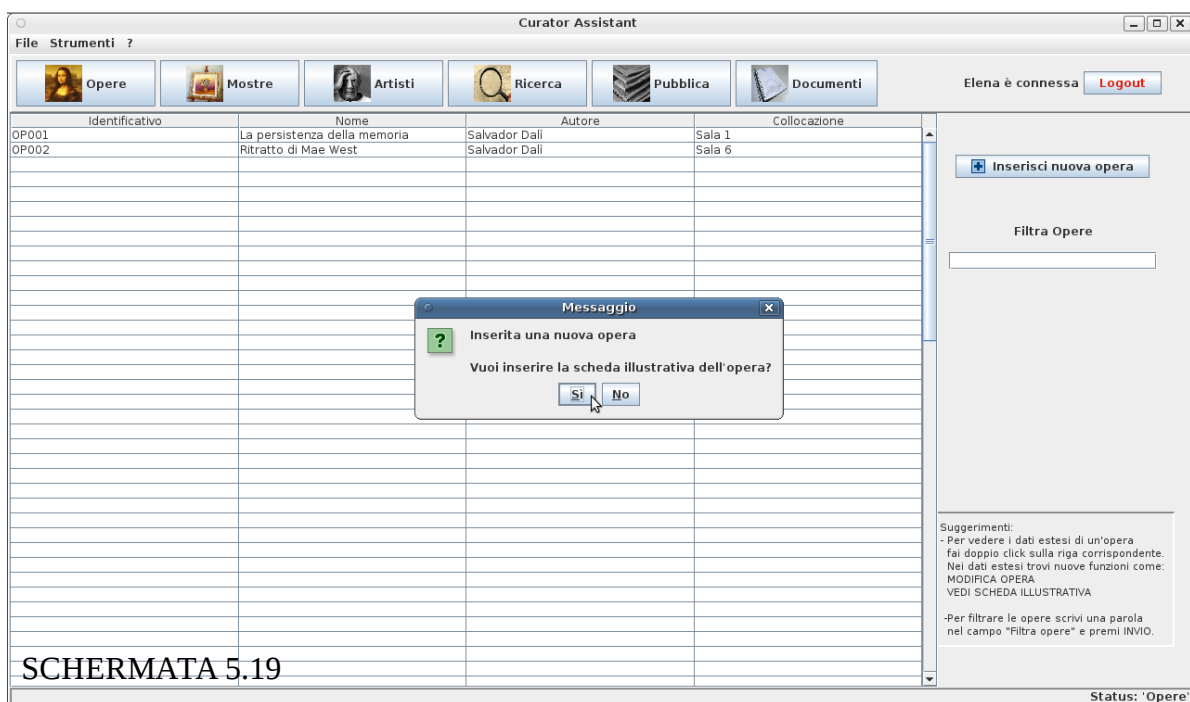 Curator Assistant
File Strumenti ?
Opere Mostre Artisti Ricerca Pubblica Documenti Elena è connessa Logout
Identificativo Nome Autore Collocazione
OP001 La persistenza della memoria Salvador Dalì Sala 1
OP002 Ritratto di Mae West Salvador Dalì Sala 6
Inserisci nuova opera
Filtra Opere
Messaggio
Inserita una nuova opera
Vuoi inserire la scheda illustrativa dell'opera?
Sì No
Suggerimenti:
- Per vedere i dati estesi di un'opera
fai doppio click sulla riga corrispondente.
Nei dati estesi trovi nuove funzioni come:
MODIFICA OPERA
VEDI SCHEDA ILLUSTRATIVA
-Per filtrare le opere scrivi una parola
nel campo "Filtra opere" e premi INVIO.
SCHERMATA 5.19
Status: 'Opere'